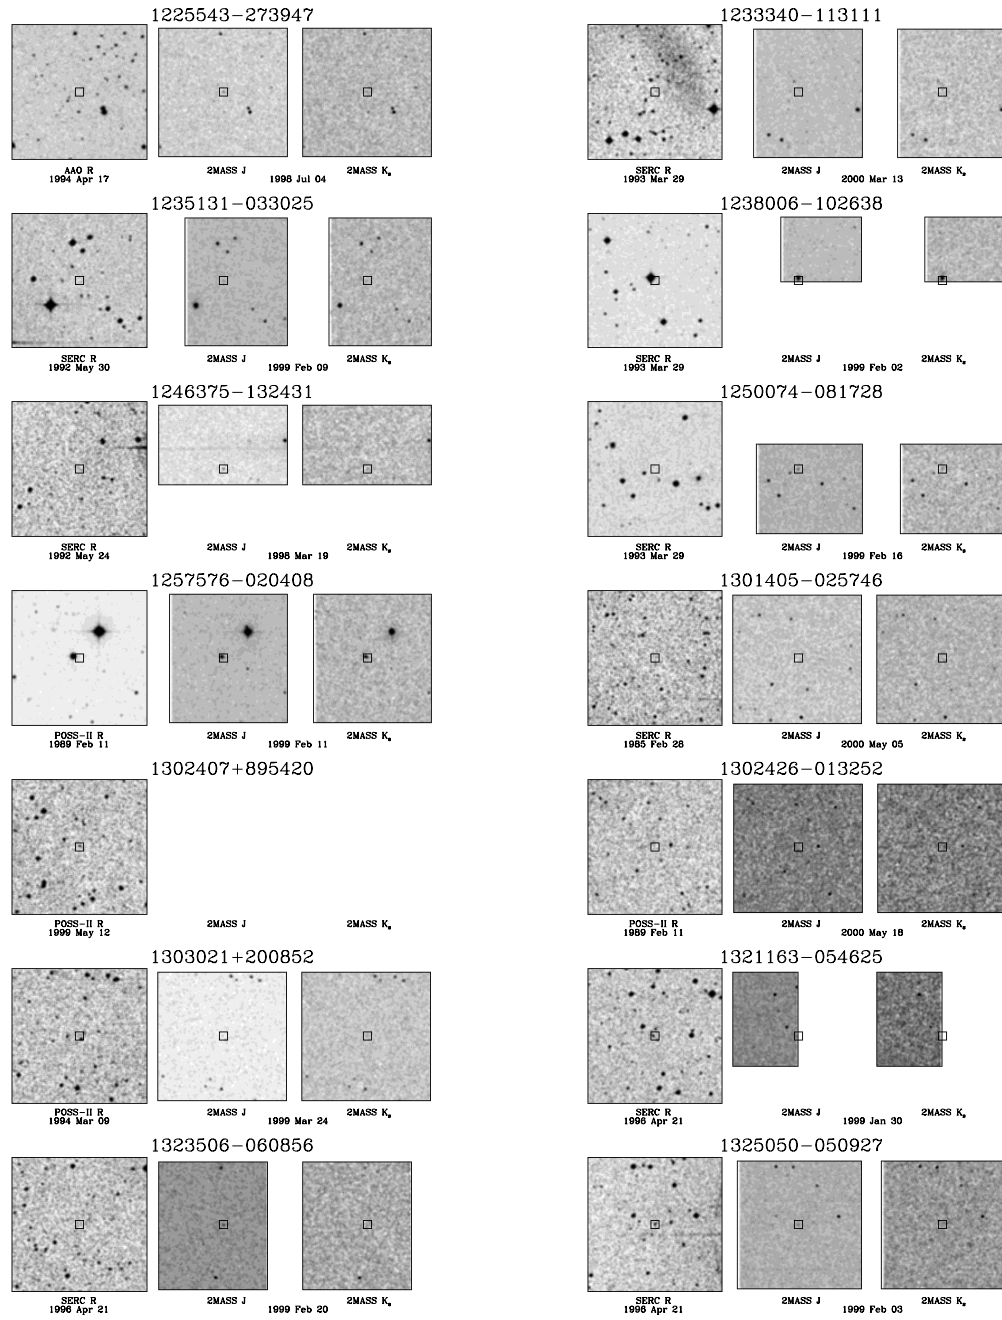 1225543-273947
1233340-113111
AAO R
1994 Apr 17
2MASS J
1998 Jul 04
2MASS Ks
SERC R
1993 Mar 29
2MASS J
2000 Mar 13
2MASS Ks
1235131-033025
1238006-102638
SERC R
1992 May 30
2MASS J
1999 Feb 09
2MASS Ks
SERC R
1993 Mar 29
2MASS J
1999 Feb 02
2MASS Ks
1246375-132431
1250074-081728
SERC R
1992 May 24
2MASS J
1998 Mar 19
2MASS Ks
SERC R
1993 Mar 29
2MASS J
1999 Feb 16
2MASS Ks
1257576-020408
1301405-025746
POSS-II R
1989 Feb 11
2MASS J
1999 Feb 11
2MASS Ks
SERC R
1985 Feb 28
2MASS J
2000 May 05
2MASS Ks
1302407+895420
1302426-013252
POSS-II R
1999 May 12
2MASS J
2MASS Ks
POSS-II R
1989 Feb 11
2MASS J
2000 May 18
2MASS Ks
1303021+200852
1321163-054625
POSS-II R
1994 Mar 09
2MASS J
1999 Mar 24
2MASS Ks
SERC R
1996 Apr 21
2MASS J
1999 Jan 30
2MASS Ks
1323506-060856
1325050-050927
SERC R
1996 Apr 21
2MASS J
1999 Feb 20
2MASS Ks
SERC R
1996 Apr 21
2MASS J
1999 Feb 03
2MASS Ks